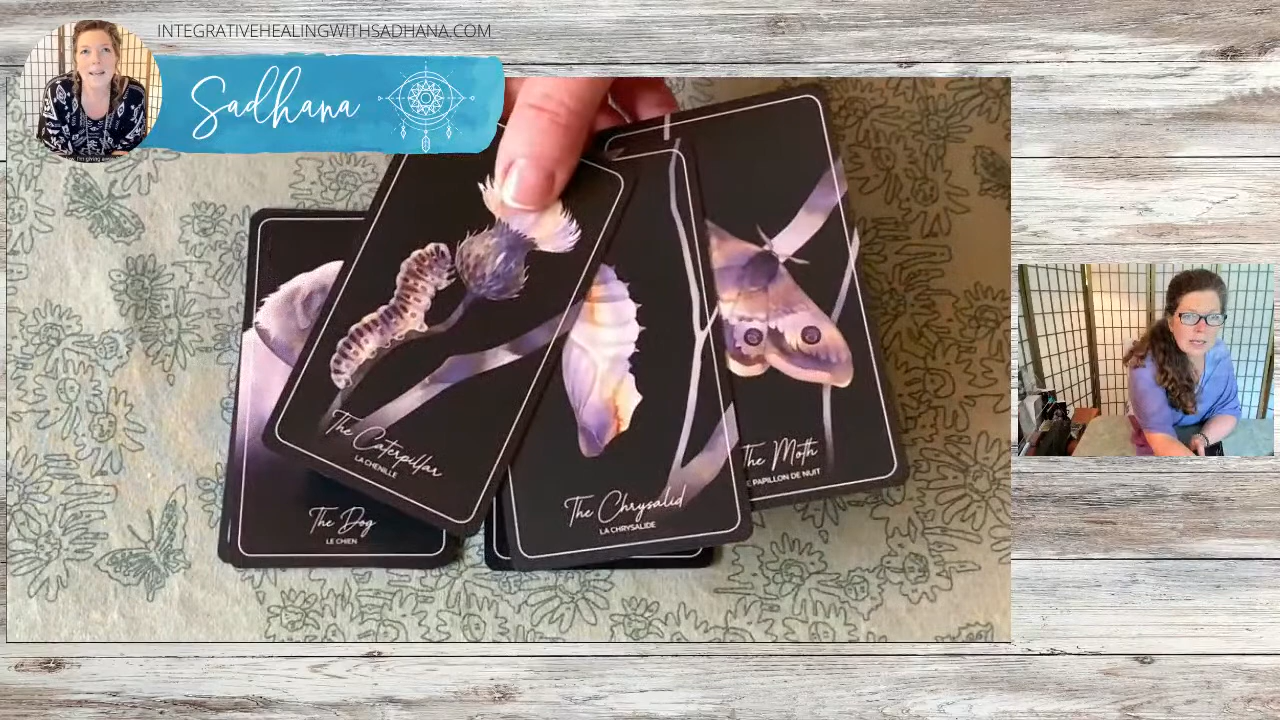 INTEGRATIVEHEALINGWITHSADHANA.COM
Sadhana
The Caterpillar
LA CHENILLE
The Dog
LE CHIEN
The Chrysalid
LA CHRYSALIDE
The Moth
PAPILLON DE NUIT